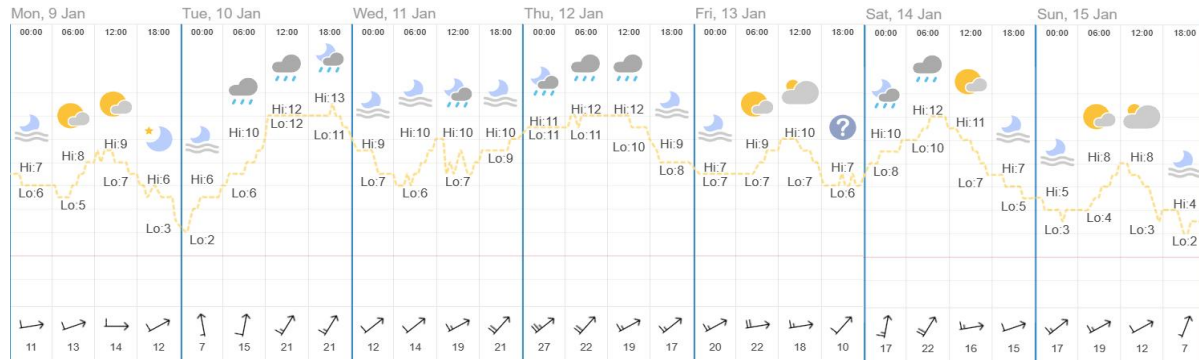 Mon, 9 Jan Tue, 10 Jan Wed, 11 Jan Thu, 12 Jan Fri, 13 Jan Sat, 14 Jan Sun, 15 Jan
00:00 06:00 12:00 18:00 00:00 06:00 12:00 18:00 00:00 06:00 12:00 18:00 00:00 06:00 12:00 18:00 00:00 06:00 12:00 18:00 00:00 06:00 12:00 18:00 00:00 06:00 12:00 18:00
Hi:7 Hi:8 Hi:9 Hi:6 Hi:6 Hi:10 Hi:12 Hi:13 Hi:9 Hi:10 Hi:10 Hi:10 Hi:11 Hi:12 Hi:12 Hi:9 Hi:7 Hi:9 Hi:10 Hi:7 Hi:10 Hi:12 Hi:11 Hi:7 Hi:5 Hi:8 Hi:8 Hi:4
Lo:6 Lo:5 Lo:7 Lo:3 Lo:2 Lo:6 Lo:12 Lo:11 Lo:7 Lo:6 Lo:7 Lo:9 Lo:11 Lo:11 Lo:10 Lo:8 Lo:7 Lo:7 Lo:7 Lo:6 Lo:8 Lo:10 Lo:7 Lo:5 Lo:3 Lo:4 Lo:3 Lo:2
?
11 13 14 12 7 15 21 21 12 14 19 21 27 22 19 17 20 22 18 10 17 22 16 15 17 19 12 7